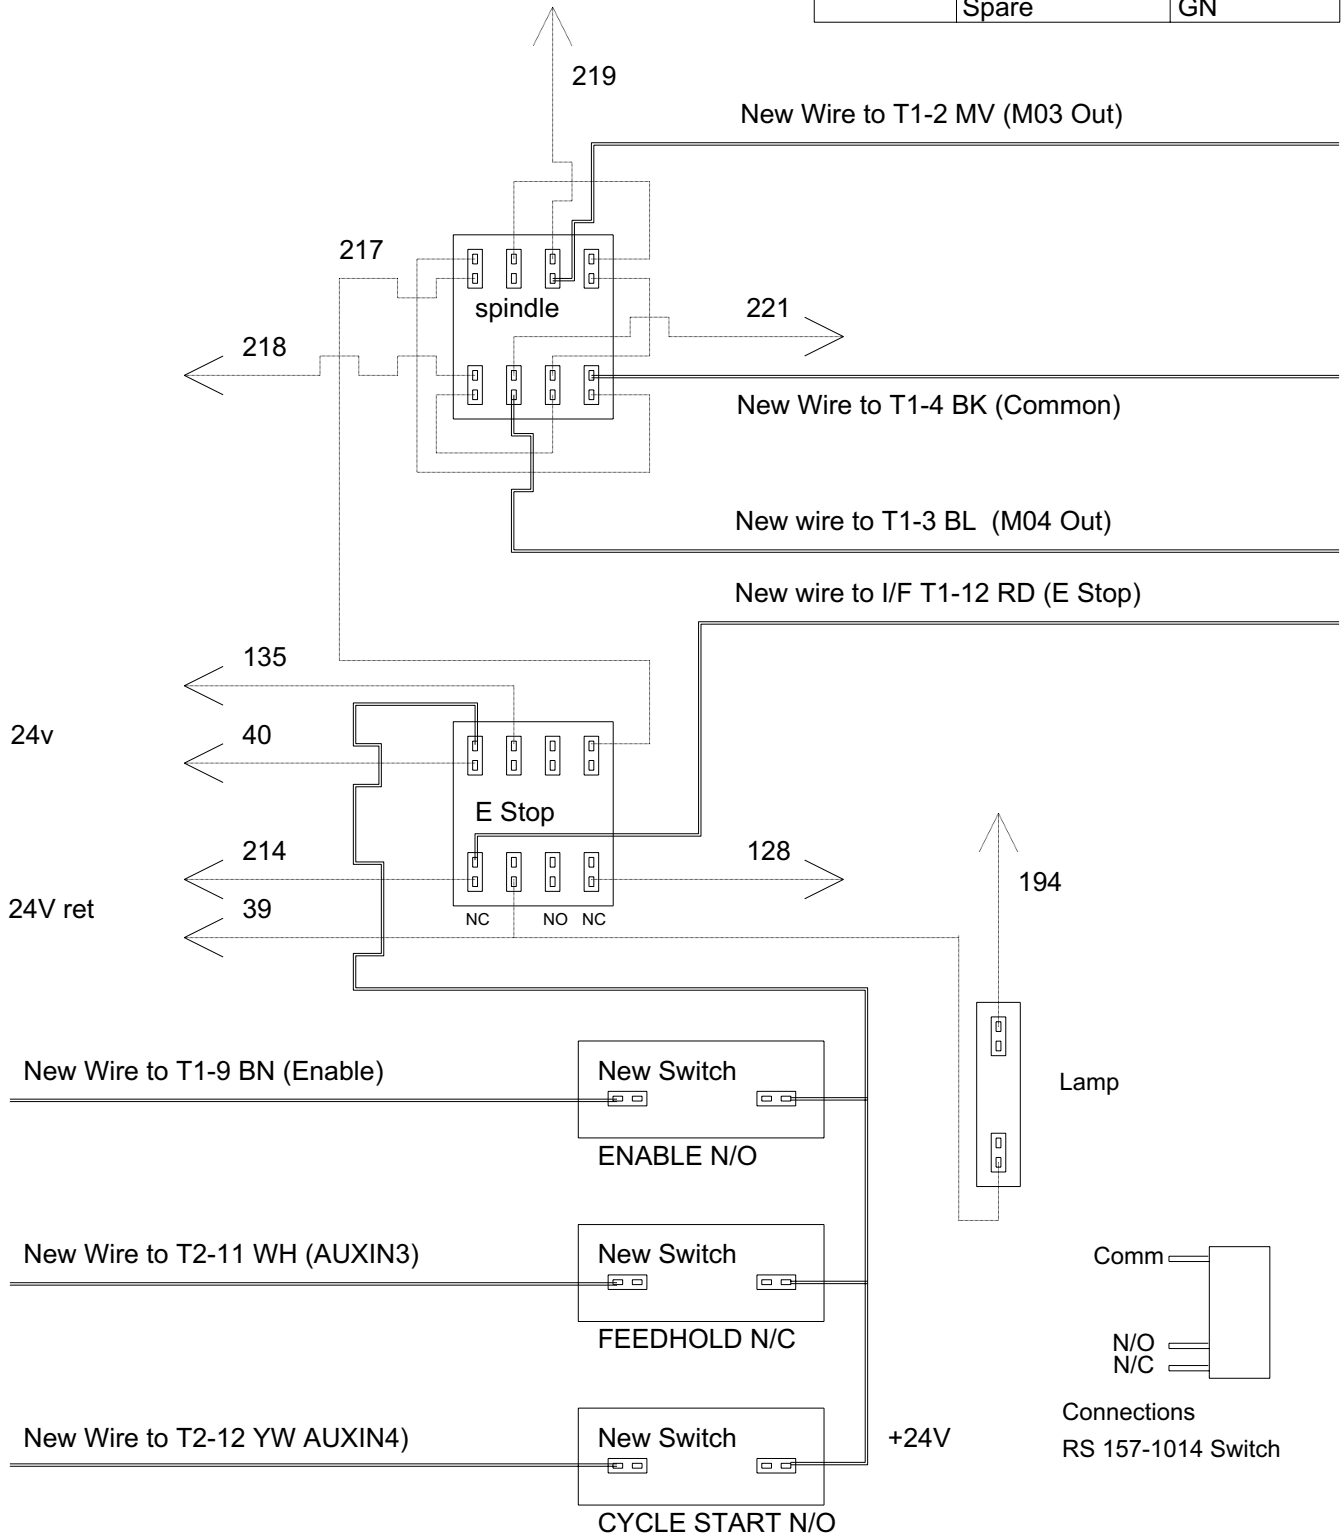 Spare GN
219
New Wire to T1-2 MV (M03 Out)
217
spindle
221
218
New Wire to T1-4 BK (Common)
New wire to T1-3 BL (M04 Out)
New wire to I/F T1-12 RD (E Stop)
135
24v
40
E Stop
214
128
194
24V ret
39
NC NO NC
New Wire to T1-9 BN (Enable)
New Switch
Lamp
ENABLE N/O
New Wire to T2-11 WH (AUXIN3)
New Switch
Comm
FEEDHOLD N/C
N/O
N/C
Connections
New Wire to T2-12 YW AUXIN4)
New Switch
+24V
RS 157-1014 Switch
CYCLE START N/O